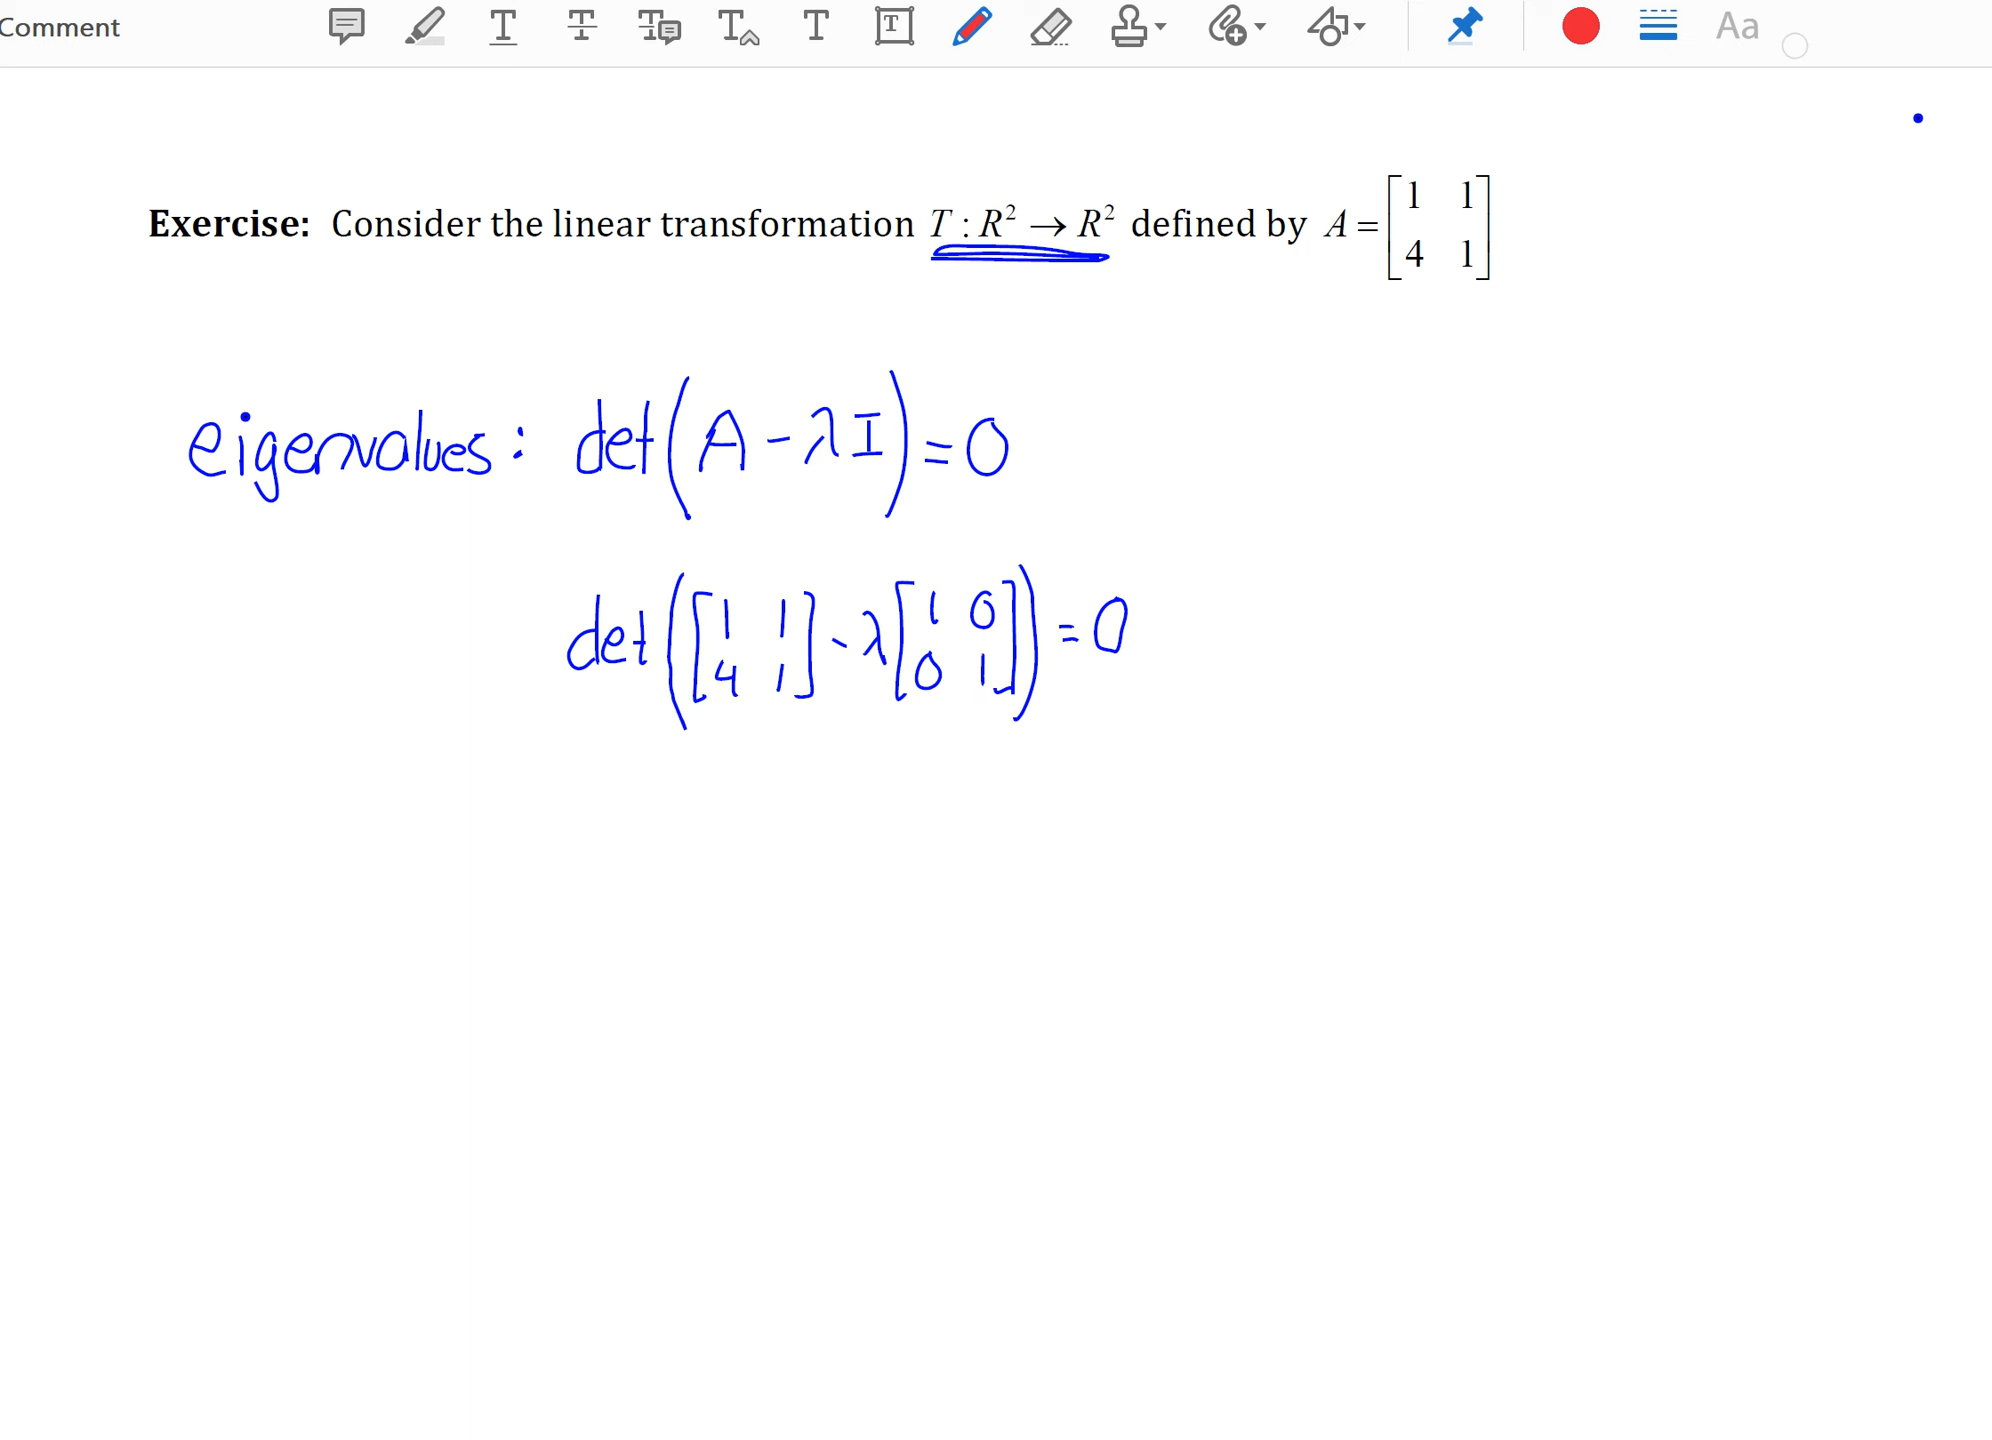 Comment T T T T T T Aa
Exercise: Consider the linear transformation T : R² → R² defined by A = [1 1; 4 1]
eigenvalues : det(A - λI) = 0
det([1 1; 4 1] - λ[1 0; 0 1]) = 0